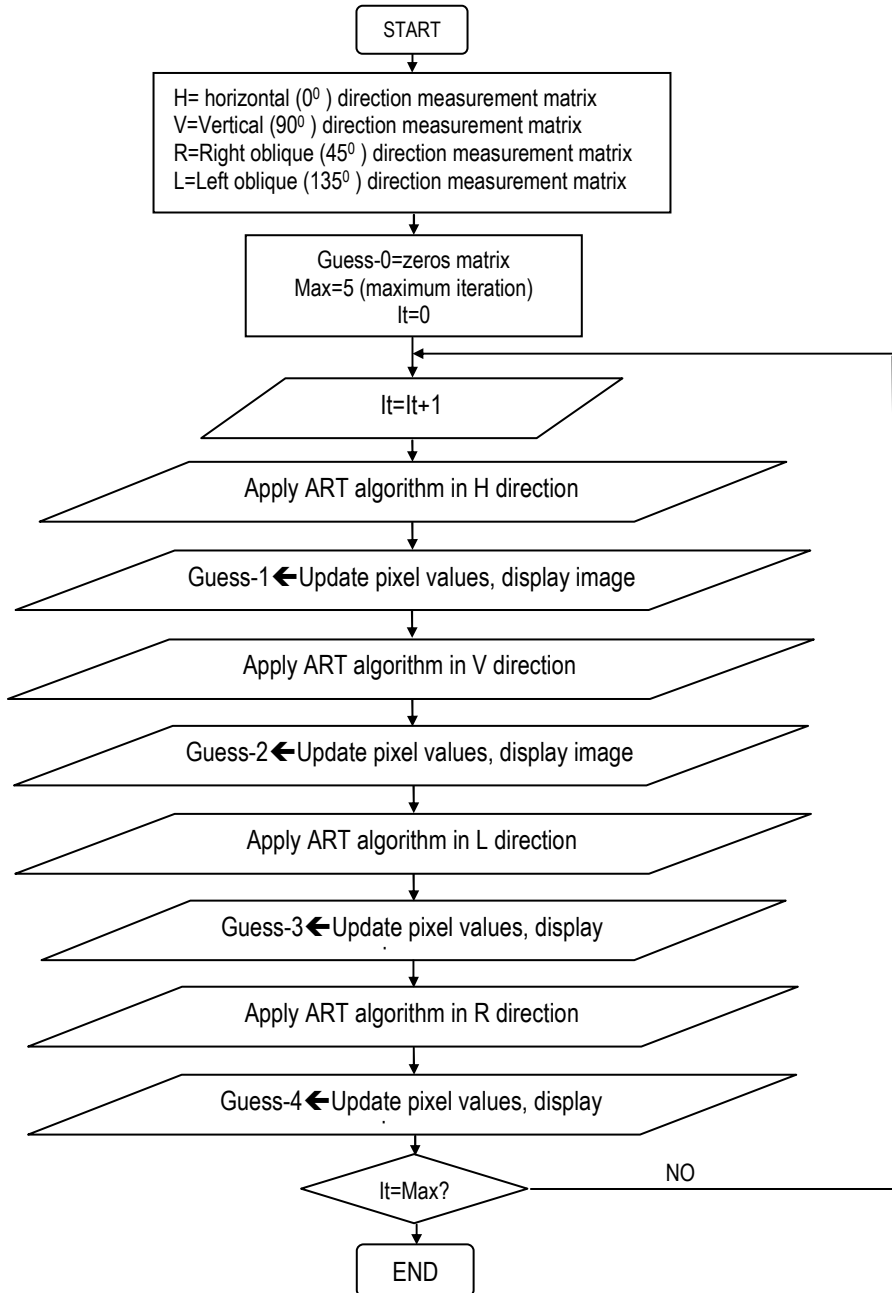 START
H= horizontal (0⁰ ) direction measurement matrix
V=Vertical (90⁰ ) direction measurement matrix
R=Right oblique (45⁰ ) direction measurement matrix
L=Left oblique (135⁰ ) direction measurement matrix
Guess-0=zeros matrix
Max=5 (maximum iteration)
It=0
It=It+1
Apply ART algorithm in H direction
Guess-1🡸Update pixel values, display image
Apply ART algorithm in V direction
Guess-2🡸Update pixel values, display image
Apply ART algorithm in L direction
Guess-3🡸Update pixel values, display
Apply ART algorithm in R direction
Guess-4🡸Update pixel values, display
It=Max?
NO
END